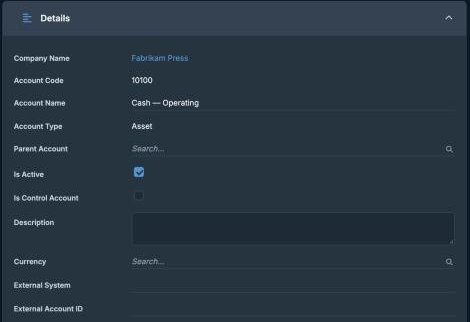 Details
Company Name Fabrikam Press
Account Code 10100
Account Name Cash — Operating
Account Type Asset
Parent Account Search...
Is Active
Is Control Account
Description
Currency Search...
External System
External Account ID